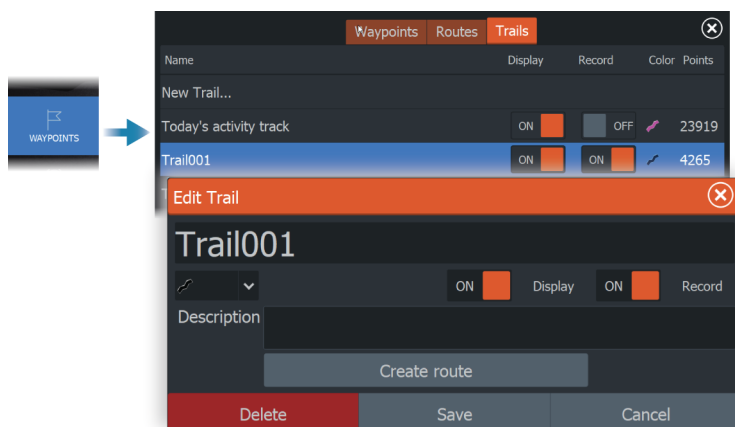 Waypoints Routes Trails
Name Display Record Color Points
New Trail...
WAYPOINTS
Today's activity track ON OFF 23919
Trail001 ON ON 4265
Edit Trail
Trail001
ON Display ON Record
Description
Create route
Delete Save Cancel